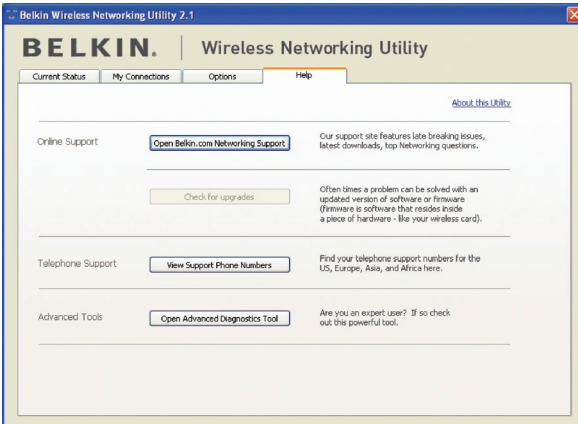 Belkin Wireless Networking Utility 2.1
BELKIN. | Wireless Networking Utility
Current Status My Connections Options Help
About this Utility
Online Support
Open Belkin.com Networking Support
Our support site features late breaking issues,
latest downloads, top Networking questions.
Check for upgrades
Often times a problem can be solved with an
updated version of software or firmware
(firmware is software that resides inside
a piece of hardware - like your wireless card).
Telephone Support
View Support Phone Numbers
Find your telephone support numbers for the
US, Europe, Asia, and Africa here.
Advanced Tools
Open Advanced Diagnostics Tool
Are you an expert user? If so check
out this powerful tool.